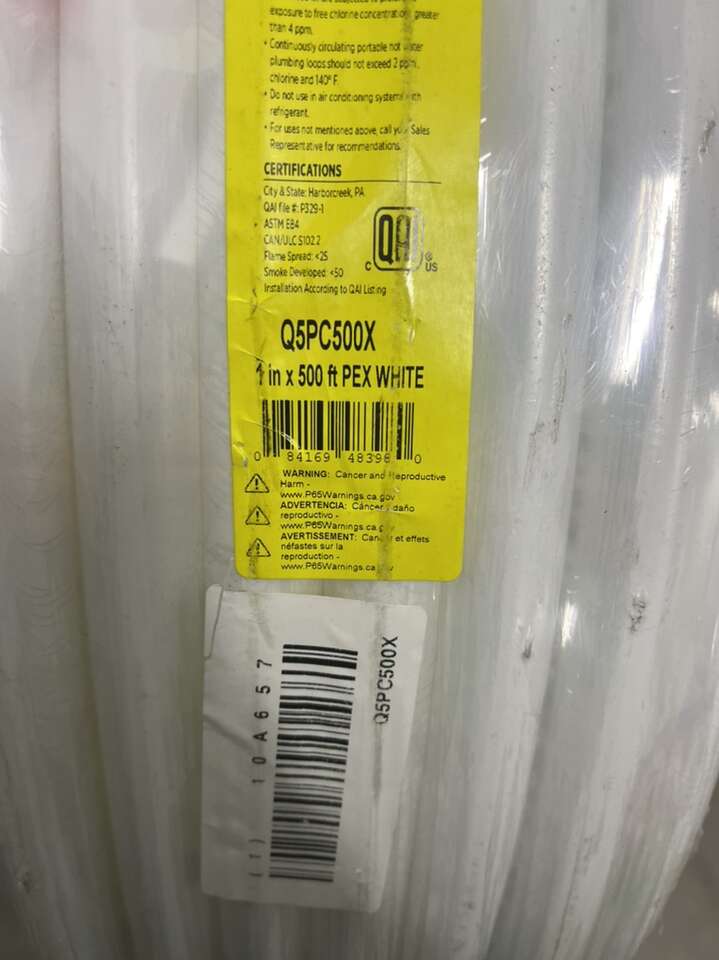 exposure to free chlorine concentrations greater
than 4 ppm.
• Continuously circulating portable hot water
plumbing loops should not exceed 2 ppm,
chlorine and 140° F
• Do not use in air conditioning systems with
refrigerant.
• For uses not mentioned above, call your Sales
Representative for recommendations.
CERTIFICATIONS
City & State: Harborcreek, PA
QAI file #: P329-1
ASTM E84
CAN/ULC S102.2
Flame Spread: <25
Smoke Developed: <50
Installation According to QAI Listing
C QAI ® US
Q5PC500X
1 in x 500 ft PEX WHITE
0 84169 48398 0
WARNING: Cancer and Reproductive
Harm -
www.P65Warnings.ca.gov
ADVERTENCIA: Cáncer y daño
reproductivo -
www.P65Warnings.ca.gov
AVERTISSEMENT: Cancer et effets
néfastes sur la
reproduction -
www.P65Warnings.ca.gov
(1T) 10A657
Q5PC500X